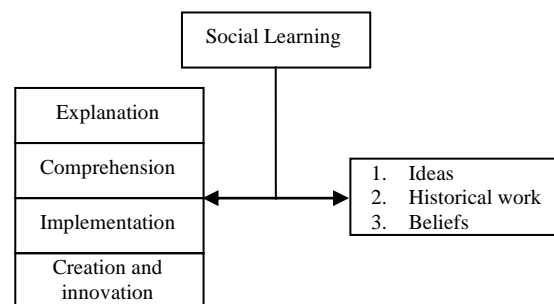 Social Learning
Explanation
Comprehension
Implementation
Creation and
innovation
1. Ideas
2. Historical work
3. Beliefs